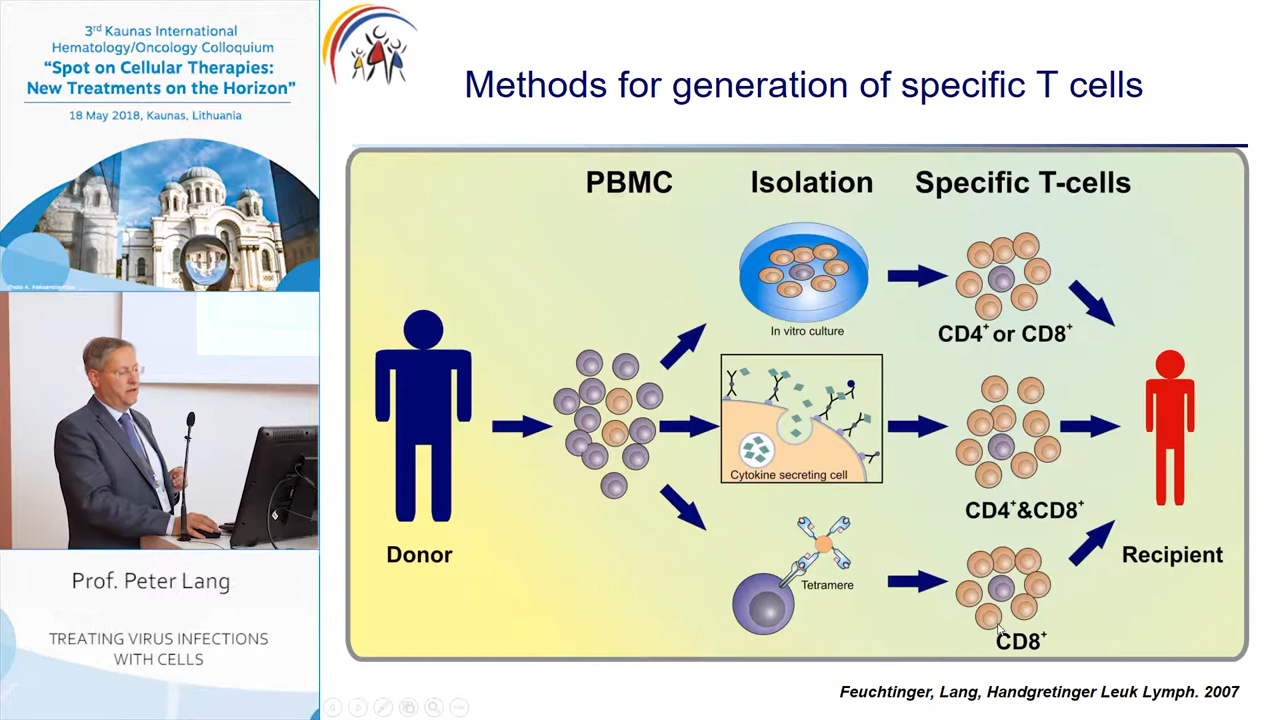 3rd Kaunas International
Hematology/Oncology Colloquium
“Spot on Cellular Therapies:
New Treatments on the Horizon”
18 May 2018, Kaunas, Lithuania
Prof. Peter Lang
TREATING VIRUS INFECTIONS
WITH CELLS
Methods for generation of specific T cells
PBMC
Isolation
Specific T-cells
In vitro culture
CD4+ or CD8+
Cytokine secreting cell
CD4+&CD8+
Donor
Recipient
Tetramere
CD8+
Feuchtinger, Lang, Handgretinger Leuk Lymph. 2007